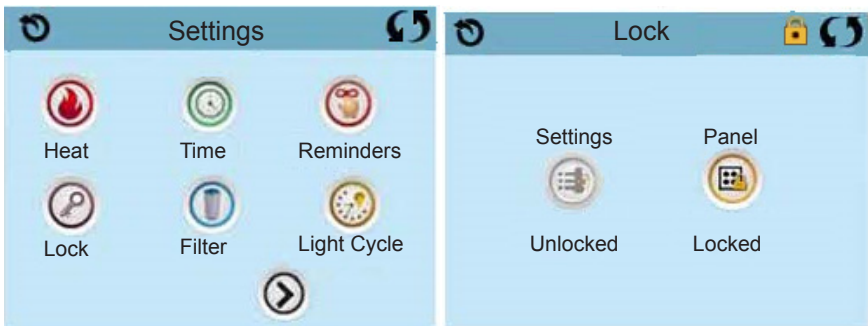 Settings
Heat Time Reminders
Lock Filter Light Cycle
Lock
Settings Panel
Unlocked Locked